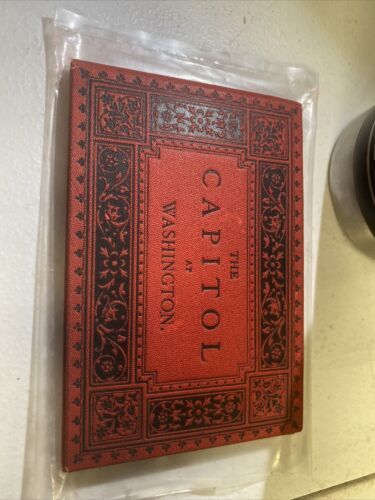 THE
CAPITOL
AT
WASHINGTON.